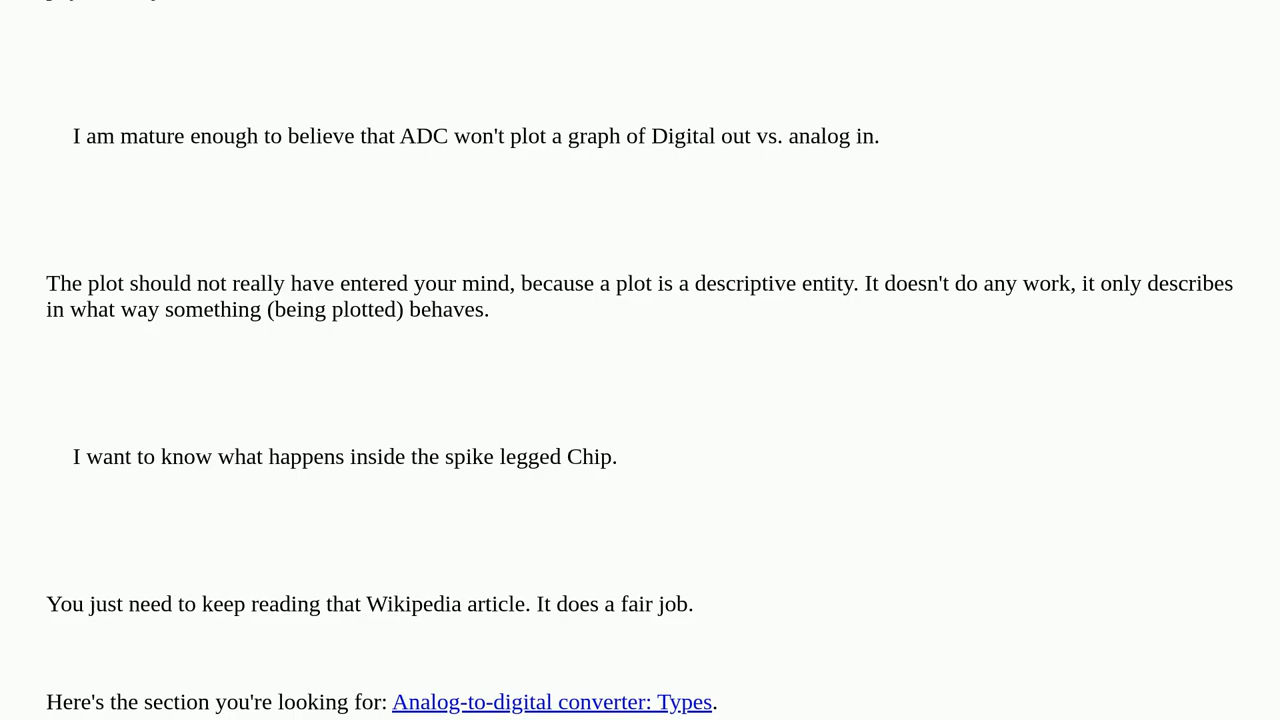 I am mature enough to believe that ADC won't plot a graph of Digital out vs. analog in.
The plot should not really have entered your mind, because a plot is a descriptive entity. It doesn't do any work, it only describes
in what way something (being plotted) behaves.
I want to know what happens inside the spike legged Chip.
You just need to keep reading that Wikipedia article. It does a fair job.
Here's the section you're looking for: Analog-to-digital converter: Types.